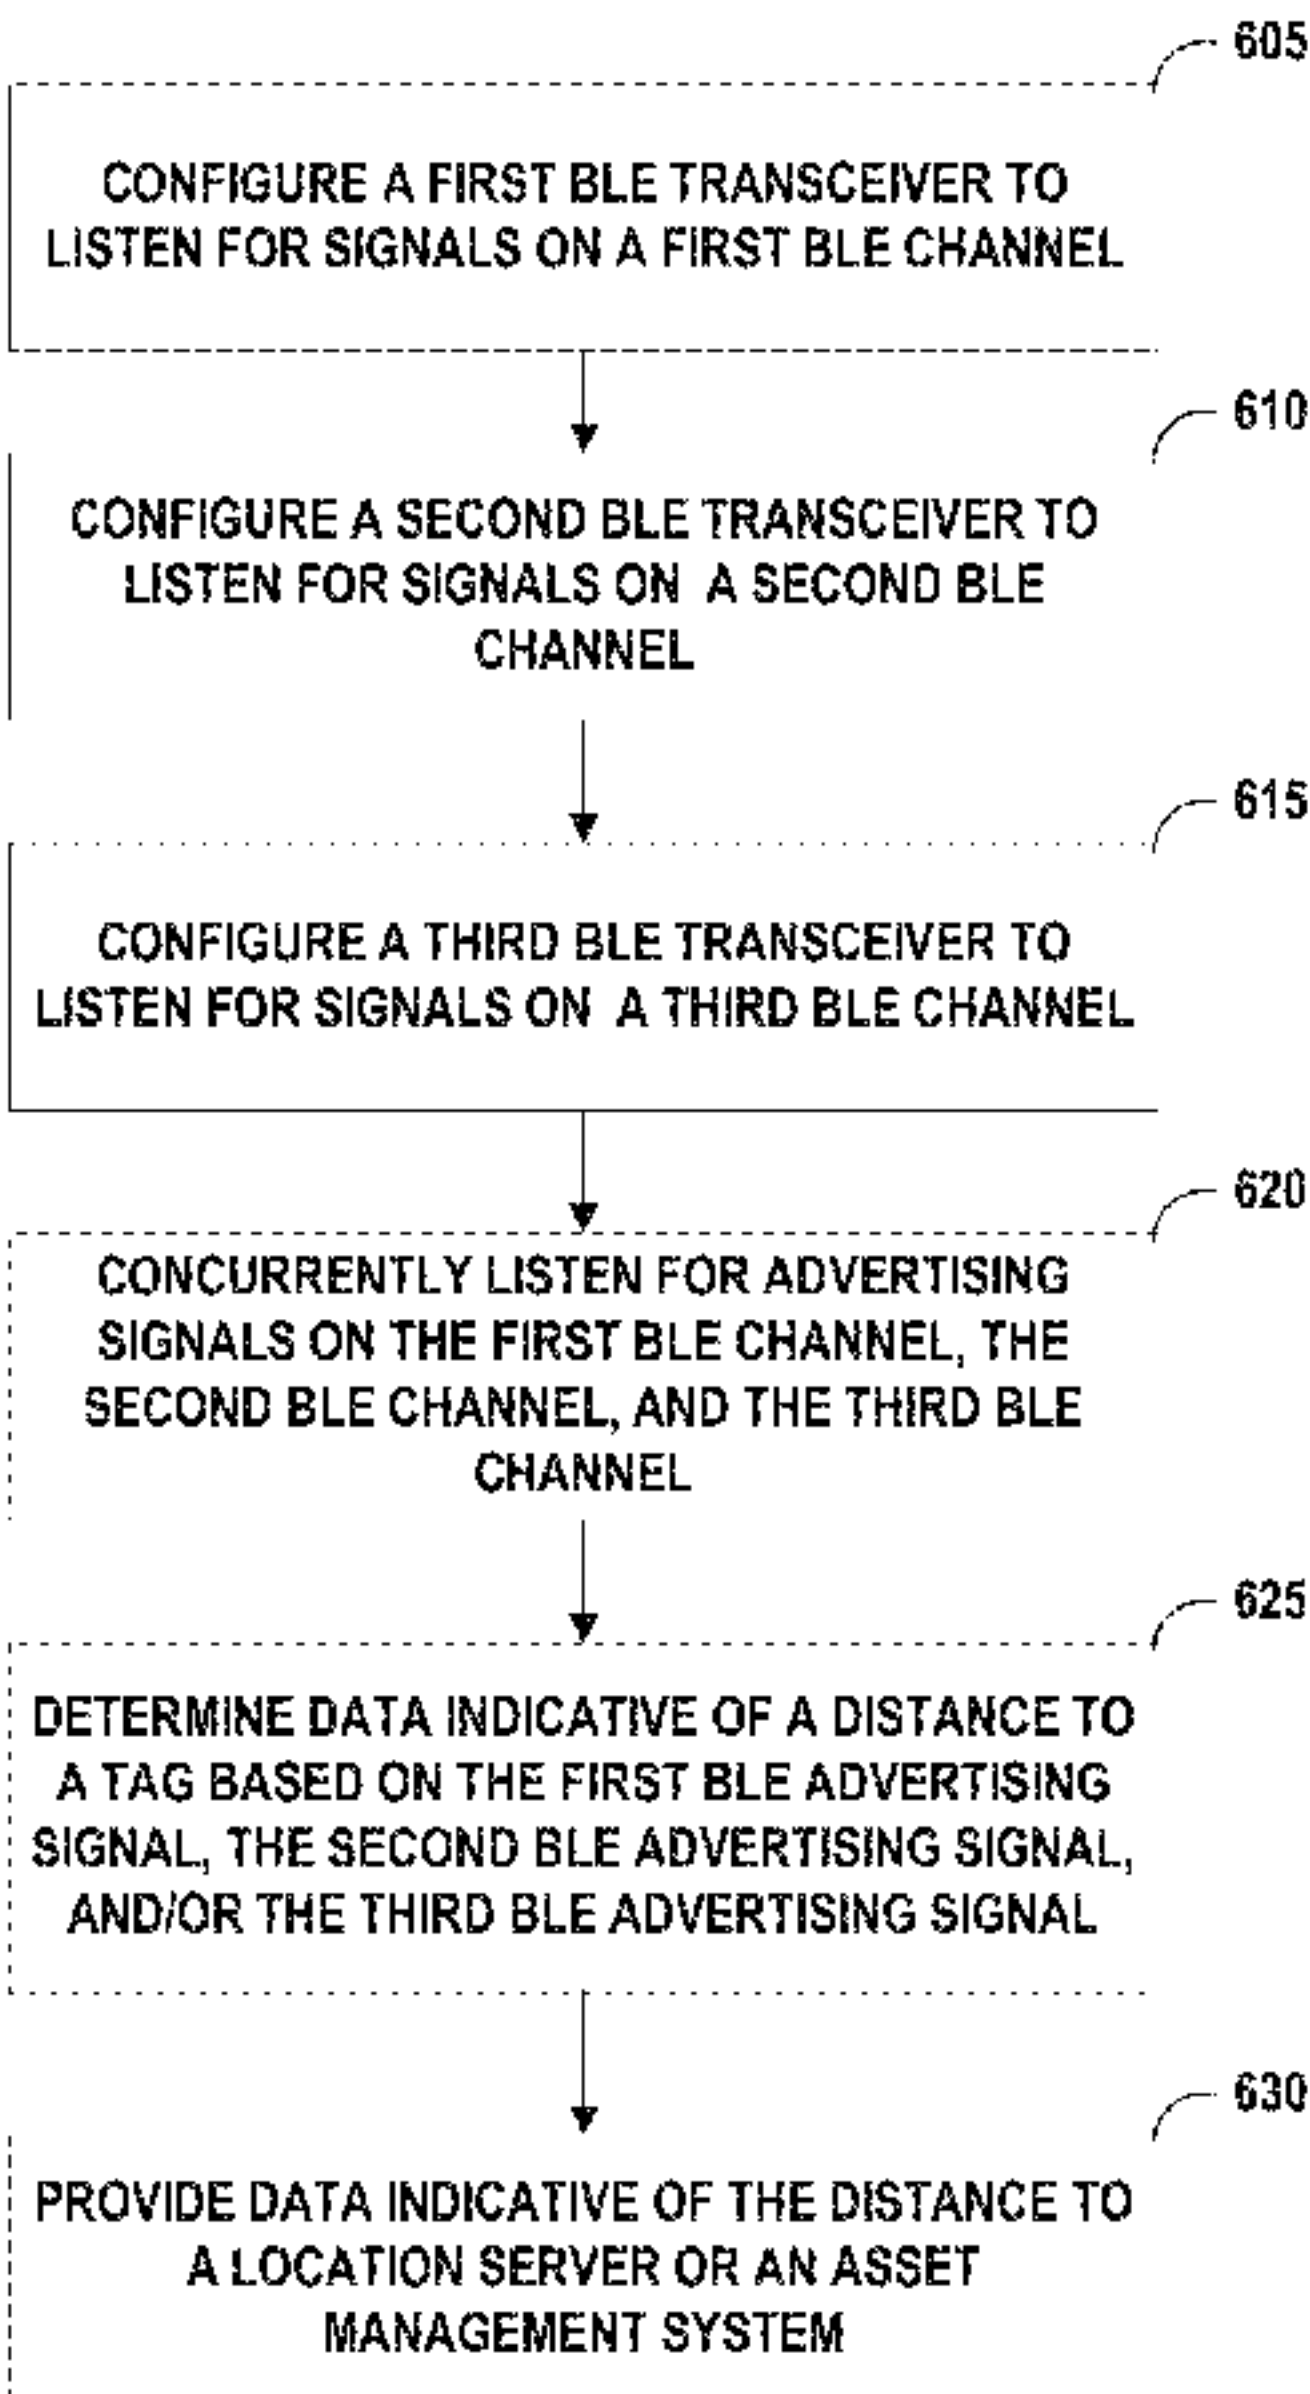 605
CONFIGURE A FIRST BLE TRANSCEIVER TO
LISTEN FOR SIGNALS ON A FIRST BLE CHANNEL
610
CONFIGURE A SECOND BLE TRANSCEIVER TO
LISTEN FOR SIGNALS ON A SECOND BLE
CHANNEL
615
CONFIGURE A THIRD BLE TRANSCEIVER TO
LISTEN FOR SIGNALS ON A THIRD BLE CHANNEL
620
CONCURRENTLY LISTEN FOR ADVERTISING
SIGNALS ON THE FIRST BLE CHANNEL, THE
SECOND BLE CHANNEL, AND THE THIRD BLE
CHANNEL
625
DETERMINE DATA INDICATIVE OF A DISTANCE TO
A TAG BASED ON THE FIRST BLE ADVERTISING
SIGNAL, THE SECOND BLE ADVERTISING SIGNAL,
AND/OR THE THIRD BLE ADVERTISING SIGNAL
630
PROVIDE DATA INDICATIVE OF THE DISTANCE TO
A LOCATION SERVER OR AN ASSET
MANAGEMENT SYSTEM